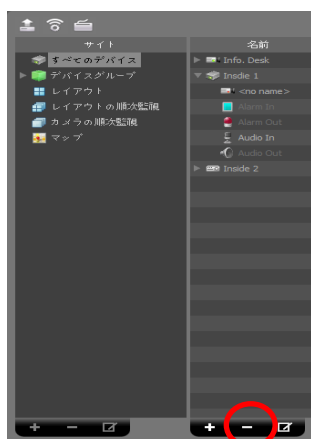 サイト
すべてのデバイス
デバイスグループ
レイアウト
レイアウトの順次監視
カメラの順次監視
マップ
名前
Info. Desk
Insdie 1
<no name>
Alarm In
Alarm Out
Audio In
Audio Out
Inside 2